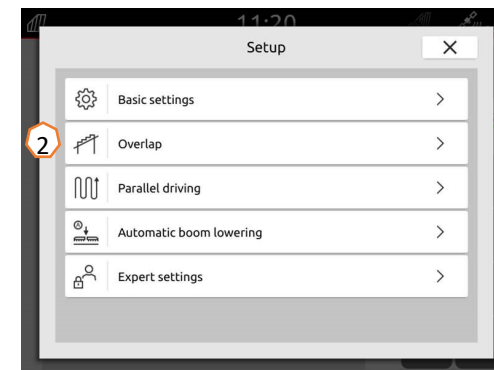 11:20
Setup
Basic settings
2
Overlap
Parallel driving
Automatic boom lowering
Expert settings